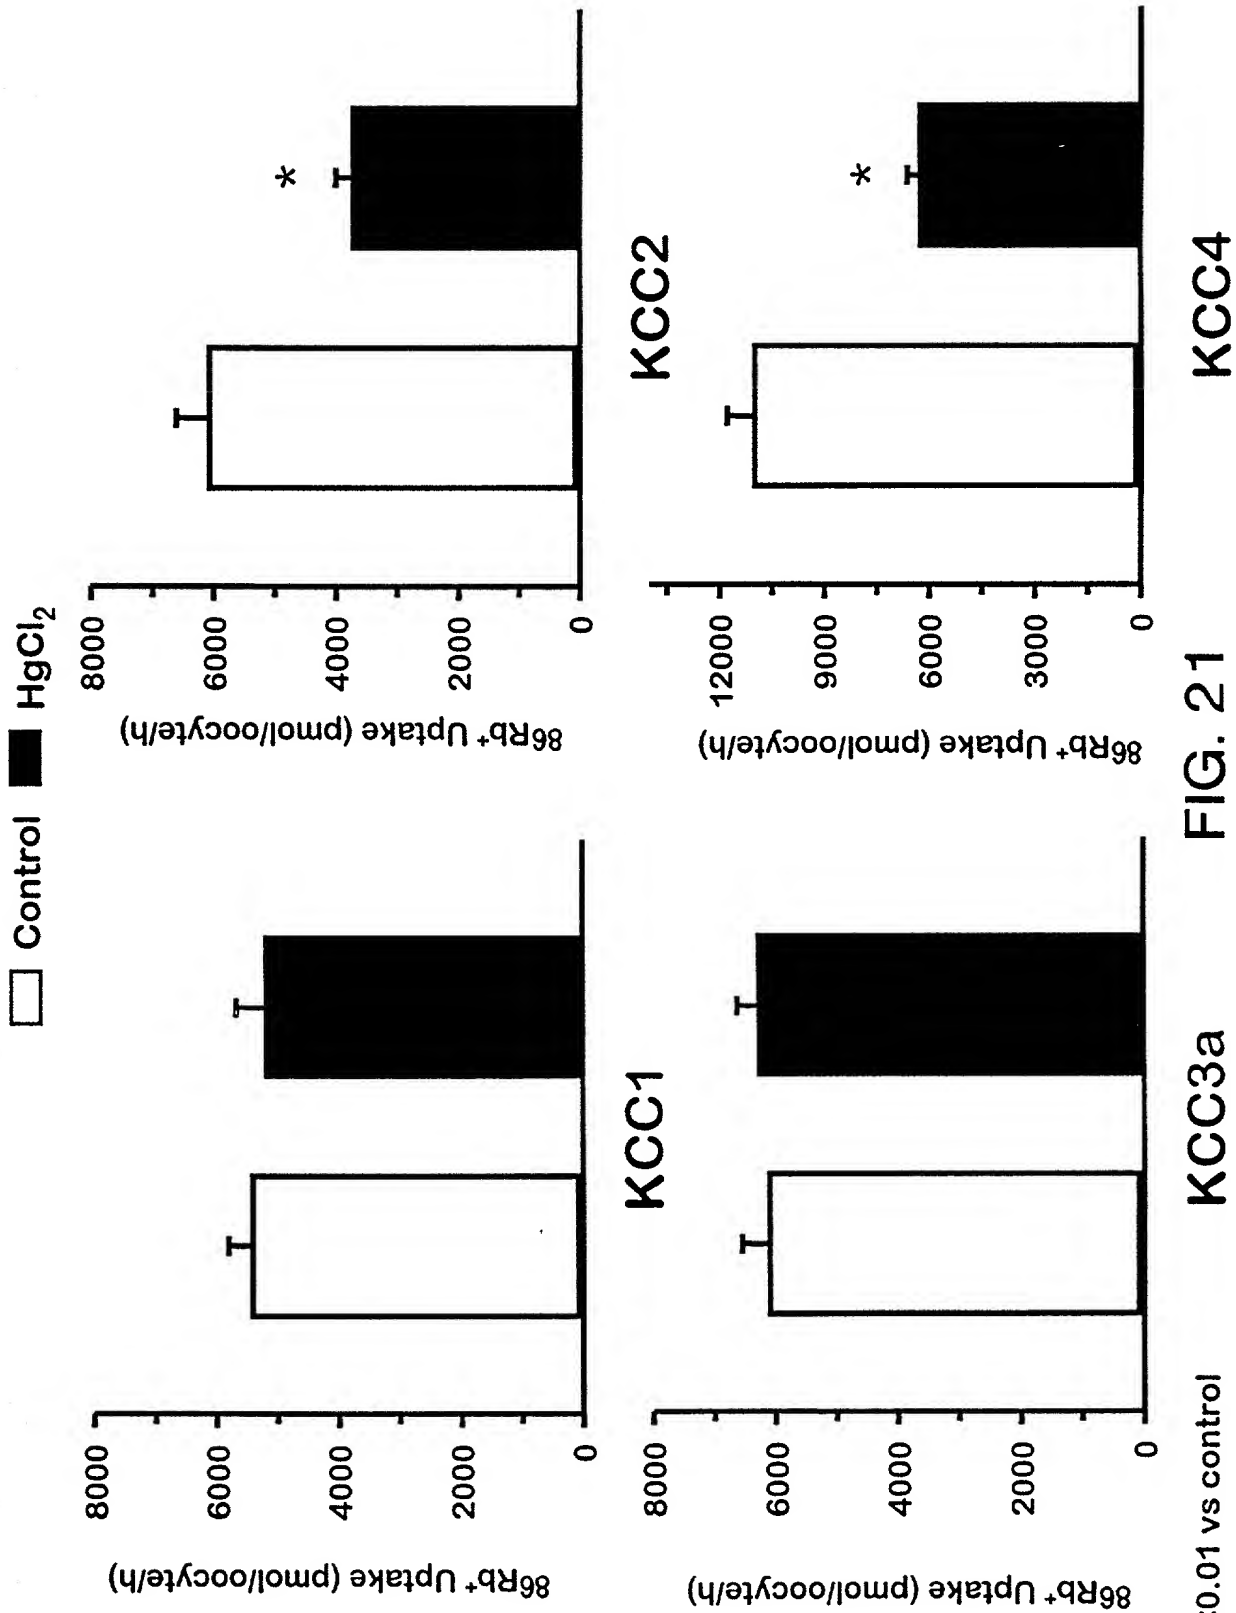 Control HgCl2
86Rb+ Uptake (pmol/oocyte/h)
8000
6000
4000
2000
0
KCC1
86Rb+ Uptake (pmol/oocyte/h)
8000
6000
4000
2000
0
*
KCC2
86Rb+ Uptake (pmol/oocyte/h)
8000
6000
4000
2000
0
KCC3a
86Rb+ Uptake (pmol/oocyte/h)
12000
9000
6000
3000
0
*
KCC4
0.01 vs control
FIG. 21